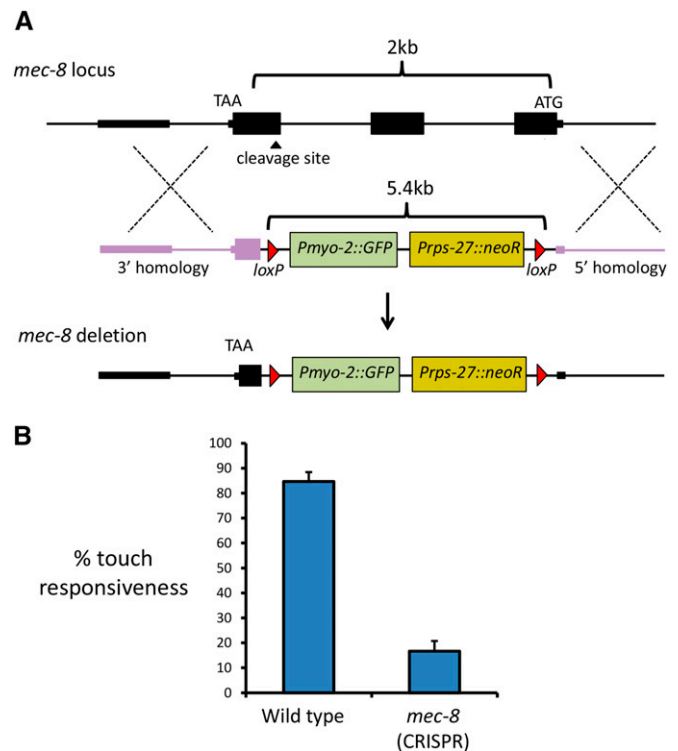 A
mec-8 locus
2kb
TAA
ATG
cleavage site
5.4kb
Pmyo-2::GFP
Prps-27::neoR
3' homology
loxP
loxP
5' homology
mec-8 deletion
TAA
Pmyo-2::GFP
Prps-27::neoR
B
% touch
responsiveness
100
90
80
70
60
50
40
30
20
10
0
Wild type
mec-8
(CRISPR)